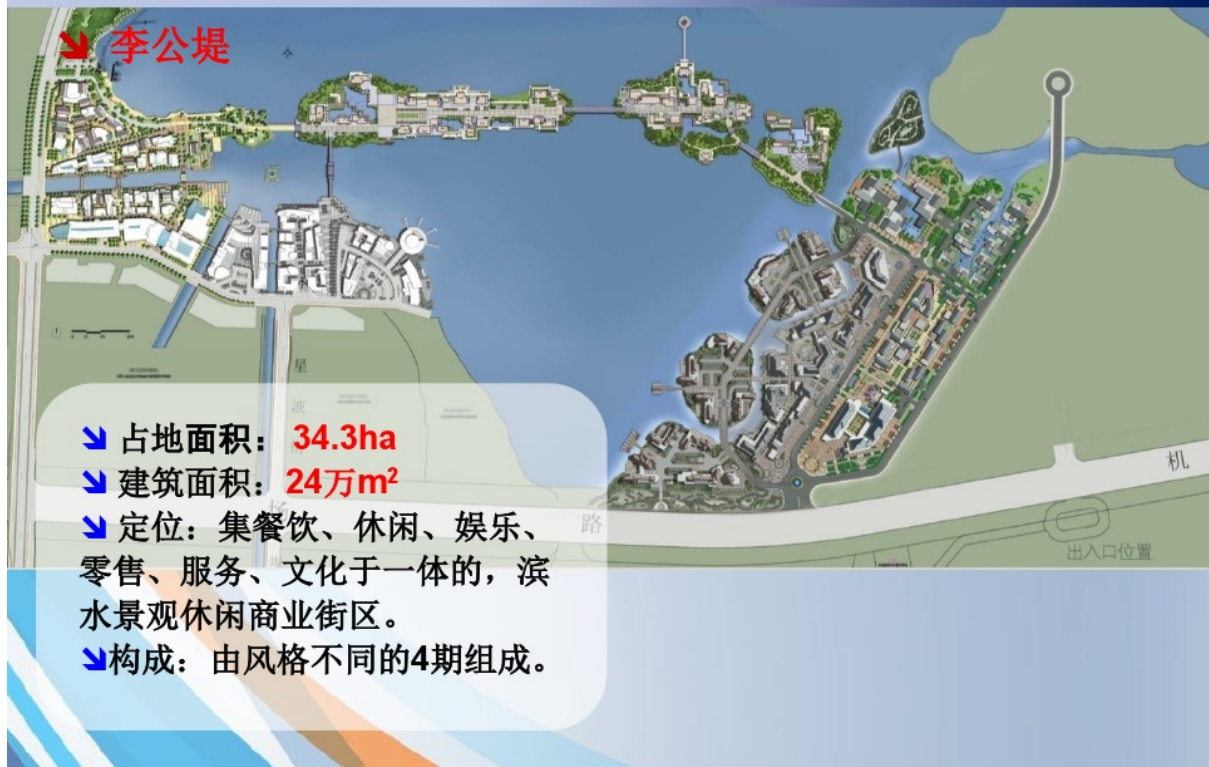 李公堤
星
波
街
占地面积：34.3ha
建筑面积：24万m²
定位：集餐饮、休闲、娱乐、
零售、服务、文化于一体的，滨
水景观休闲商业街区。
构成：由风格不同的4期组成。
场
路
机
出入口位置